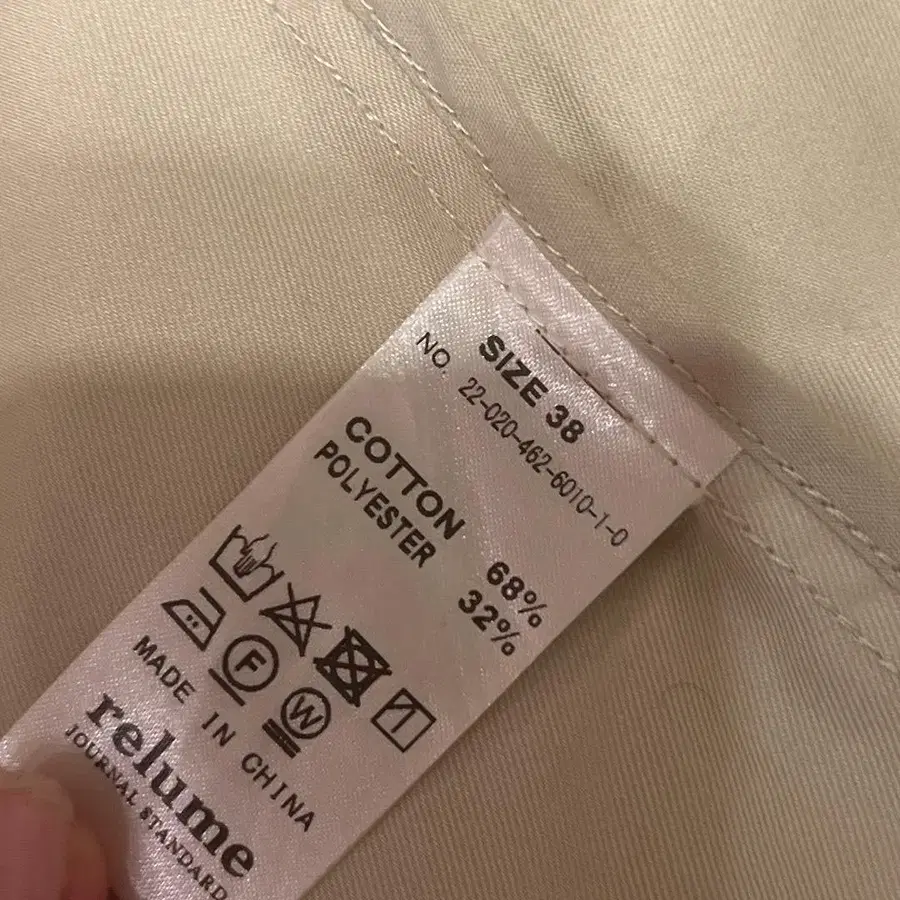 SIZE 38
NO. 22-020-462-6010-1-0
COTTON 68%
POLYESTER 32%
F
W
MADE IN CHINA
relume
JOURNAL STANDARD